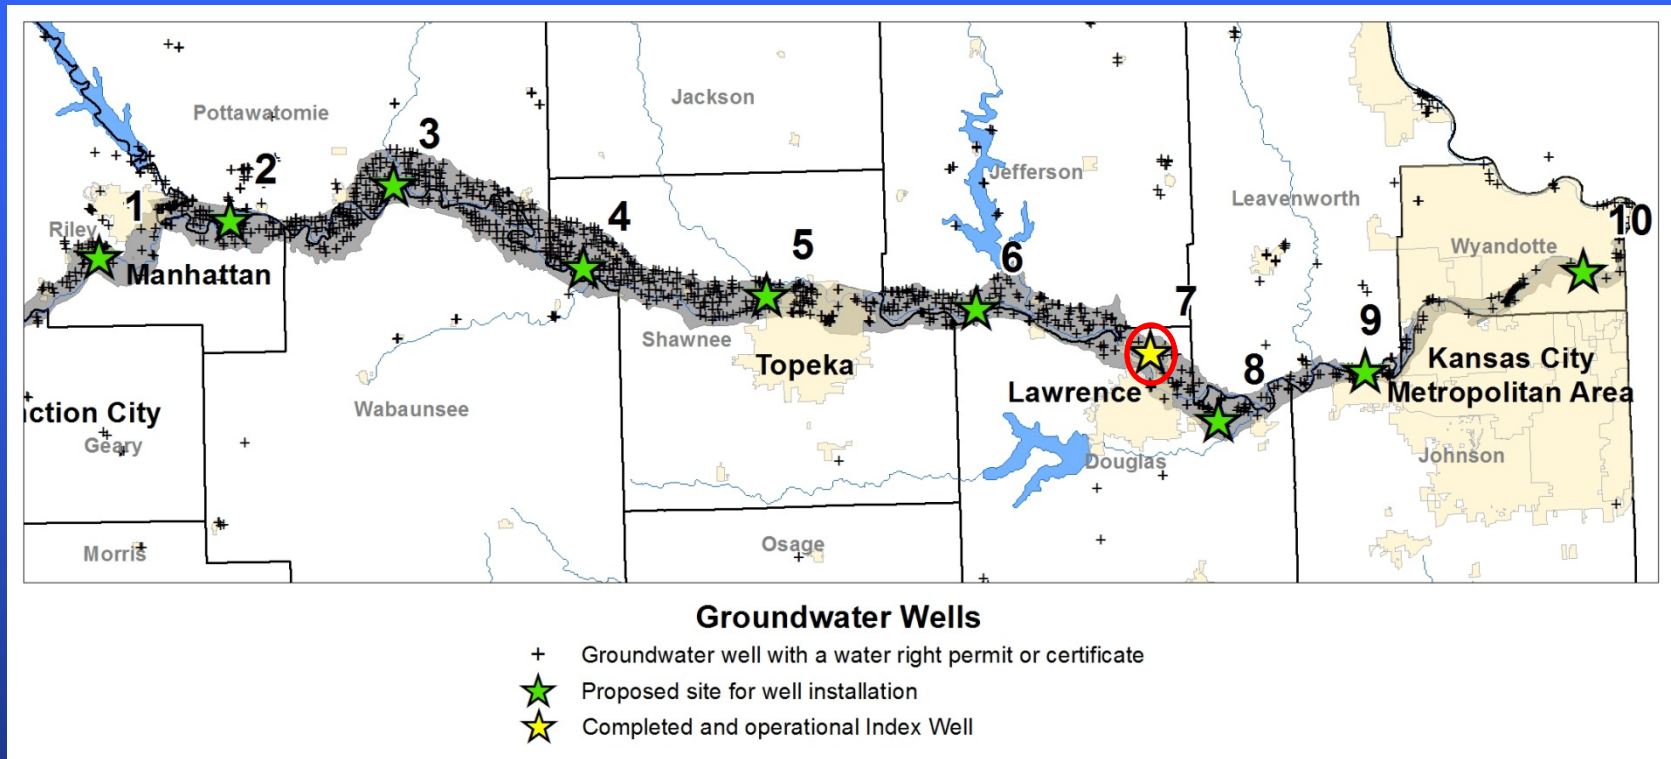 Pottawatomie
Jackson
3
2
Jefferson
1
Riley
Leavenworth
4
10
5
Wyandotte
6
Manhattan
7
9
Shawnee
Topeka
8
Kansas City
Metropolitan Area
Lawrence
Wabaunsee
ction City
Geary
Douglas
Johnson
Morris
Osage
Groundwater Wells
Groundwater well with a water right permit or certificate
Proposed site for well installation
Completed and operational Index Well